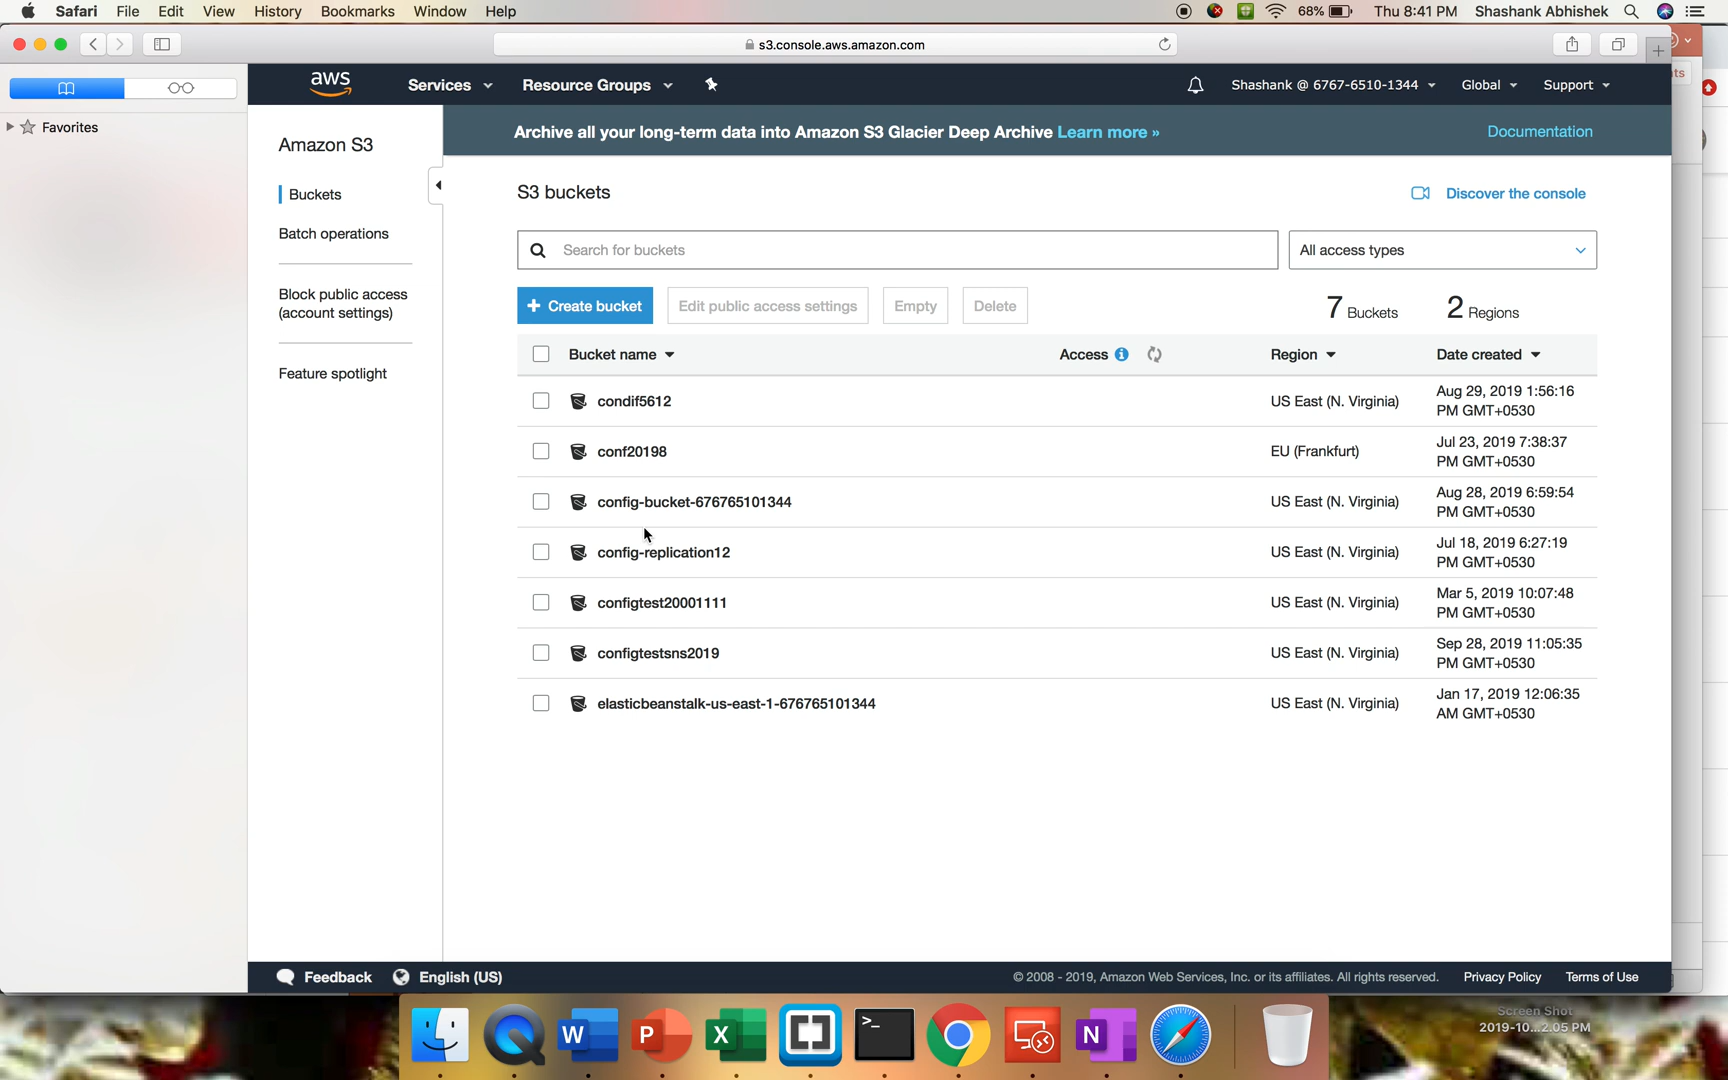 Safari File Edit View History Bookmarks Window Help 68% Thu 8:41 PM Shashank Abhishek
s3.console.aws.amazon.com
ts
Favorites
aws Services Resource Groups Shashank @ 6767-6510-1344 Global Support
Amazon S3
Buckets
Batch operations
Block public access
(account settings)
Feature spotlight
Archive all your long-term data into Amazon S3 Glacier Deep Archive Learn more » Documentation
S3 buckets Discover the console
Search for buckets All access types
+ Create bucket Edit public access settings Empty Delete 7 Buckets 2 Regions
Bucket name Access Region Date created
condif5612 US East (N. Virginia) Aug 29, 2019 1:56:16
PM GMT+0530
conf20198 EU (Frankfurt) Jul 23, 2019 7:38:37
PM GMT+0530
config-bucket-676765101344 US East (N. Virginia) Aug 28, 2019 6:59:54
PM GMT+0530
config-replication12 US East (N. Virginia) Jul 18, 2019 6:27:19
PM GMT+0530
configtest20001111 US East (N. Virginia) Mar 5, 2019 10:07:48
PM GMT+0530
configtestsns2019 US East (N. Virginia) Sep 28, 2019 11:05:35
PM GMT+0530
elasticbeanstalk-us-east-1-676765101344 US East (N. Virginia) Jan 17, 2019 12:06:35
AM GMT+0530
Feedback English (US) © 2008 - 2019, Amazon Web Services, Inc. or its affiliates. All rights reserved. Privacy Policy Terms of Use
W P X >_ N
Screen Shot
2019-10...2.05 PM